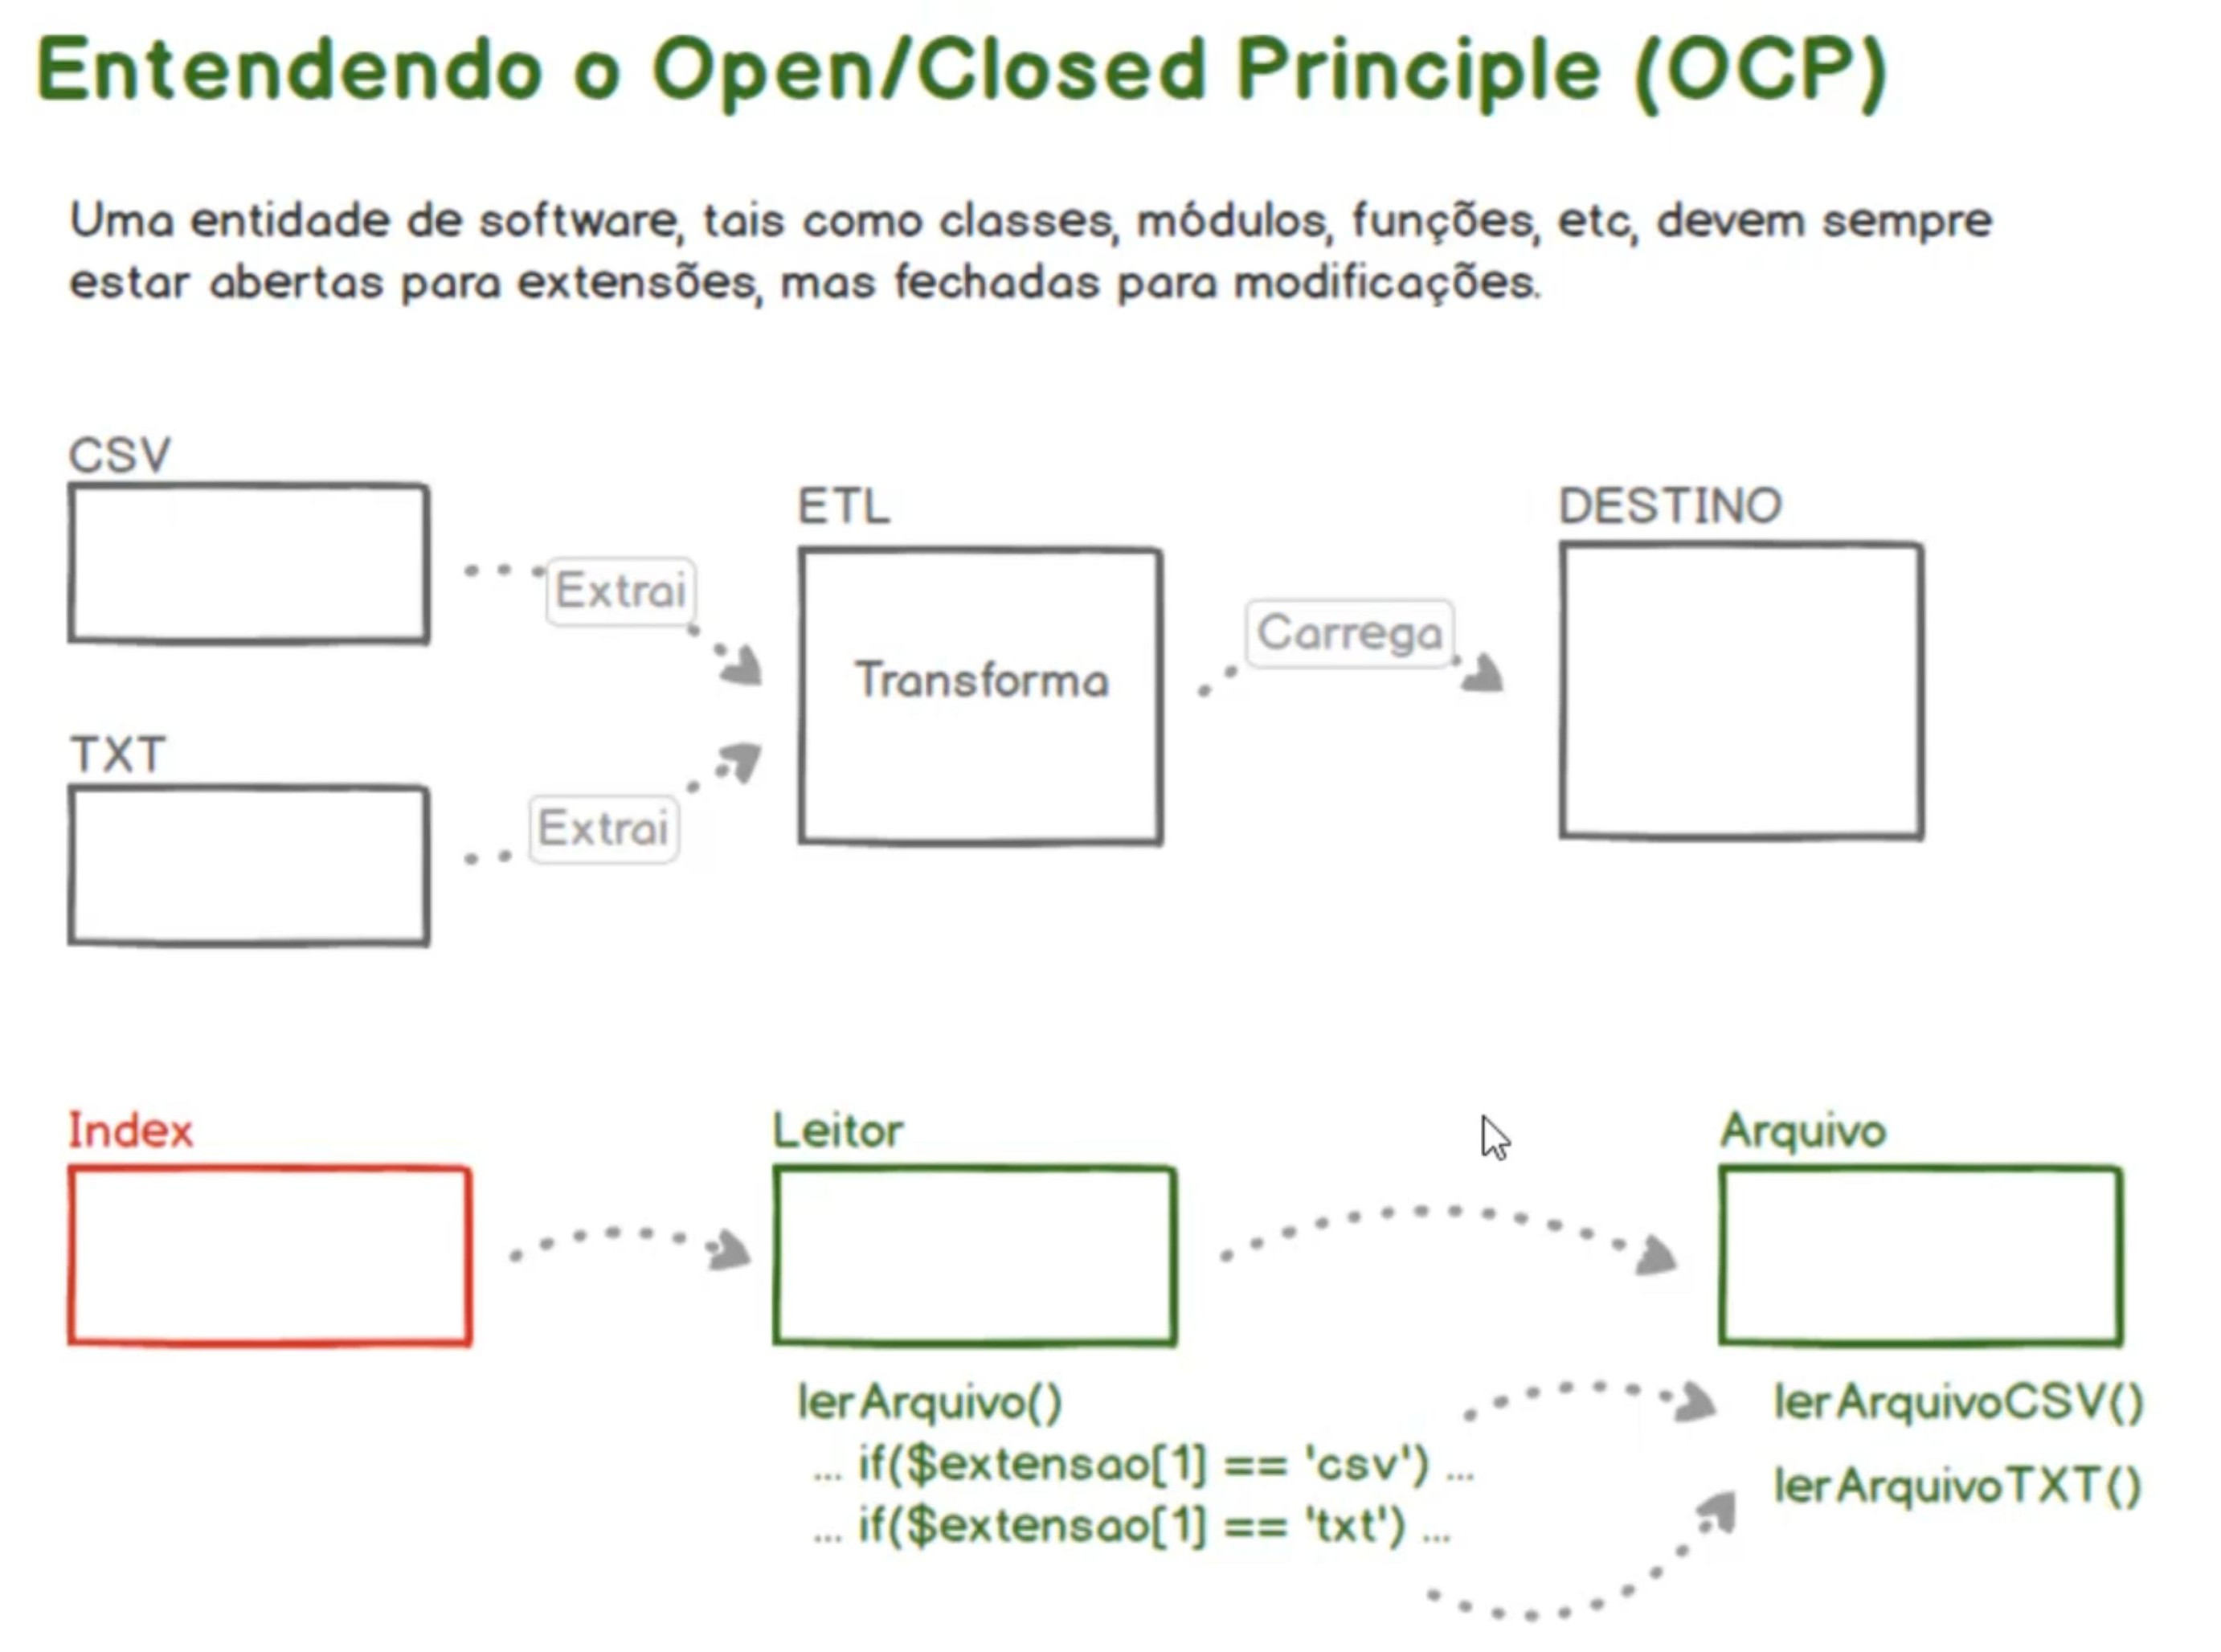 Entendendo o Open/Closed Principle (OCP)
Uma entidade de software, tais como classes, módulos, funções, etc, devem sempre
estar abertas para extensões, mas fechadas para modificações.
CSV
ETL
DESTINO
Extrai
Carrega
Transforma
TXT
Extrai
Index
Leitor
Arquivo
lerArquivo()
... if($extensao[1] == 'csv') ...
... if($extensao[1] == 'txt') ...
lerArquivoCSV()
lerArquivoTXT()